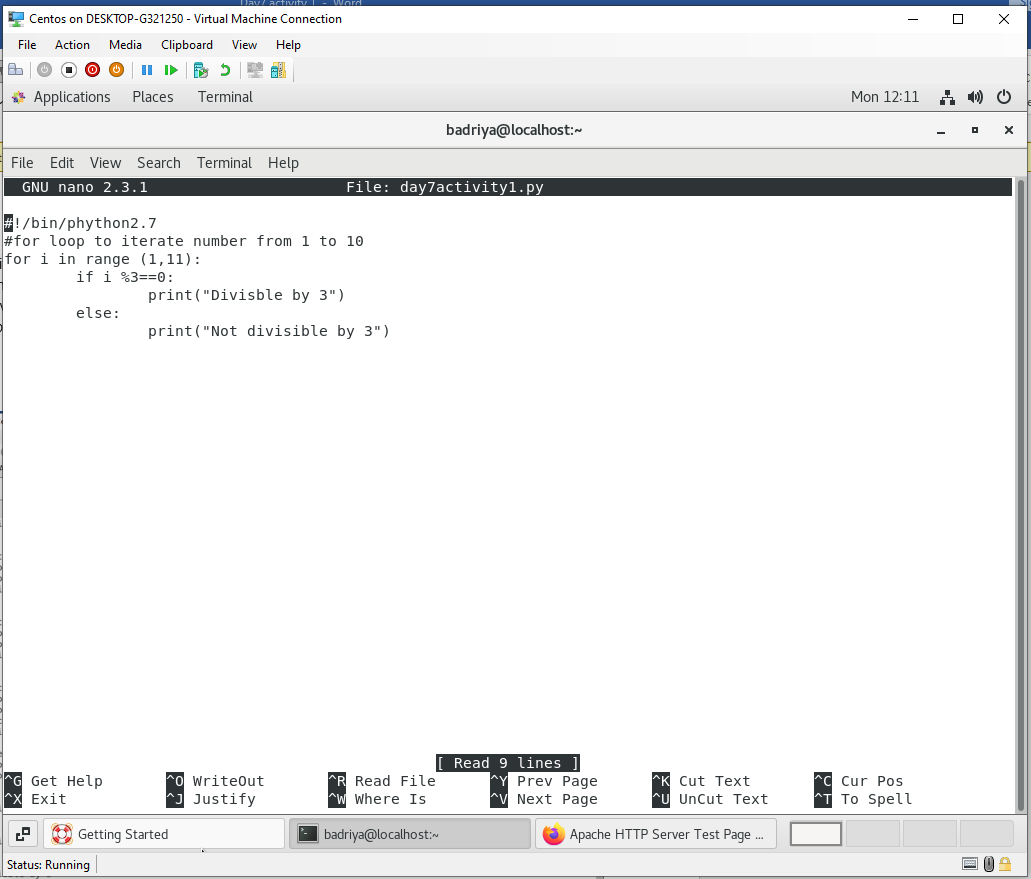 Day7 activity 1 - Word
Centos on DESKTOP-G321250 - Virtual Machine Connection
File Action Media Clipboard View Help
Applications Places Terminal Mon 12:11
badriya@localhost:~
File Edit View Search Terminal Help
GNU nano 2.3.1 File: day7activity1.py
#!/bin/phython2.7
#for loop to iterate number from 1 to 10
for i in range (1,11):
if i %3==0:
print("Divisble by 3")
else:
print("Not divisible by 3")
[ Read 9 lines ]
^G Get Help ^O WriteOut ^R Read File ^Y Prev Page ^K Cut Text ^C Cur Pos
^X Exit ^J Justify ^W Where Is ^V Next Page ^U UnCut Text ^T To Spell
Getting Started badriya@localhost:~ Apache HTTP Server Test Page ...
Status: Running